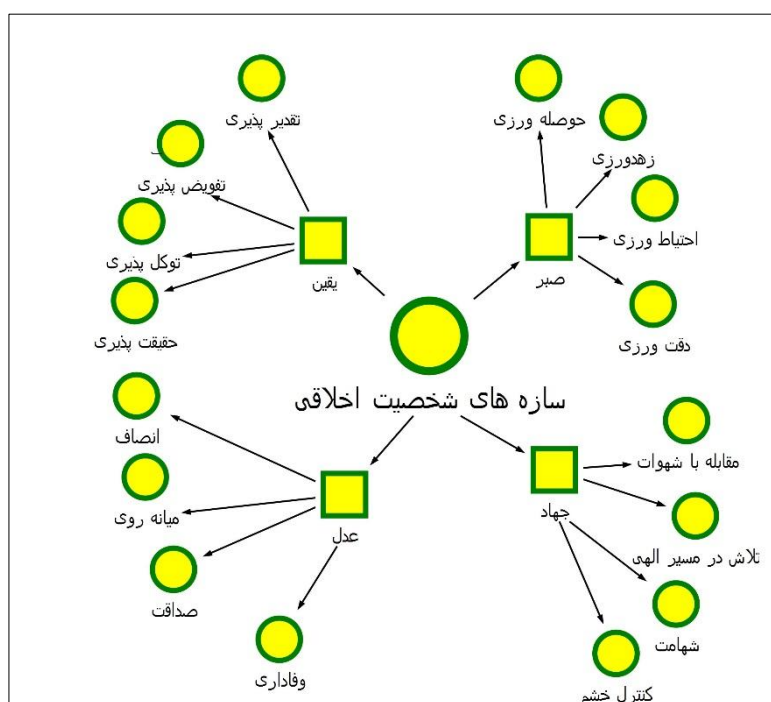 حوصله ورزی
زهدورزی
احتیاط ورزی
صبر
دقت ورزی
تقدیر پذیری
تفویض پذیری
توکل پذیری
یقین
حقیقت پذیری
سازه های شخصیت اخلاقی
مقابله با شهوات
جهاد
تلاش در مسیر الهی
شهامت
کنترل خشم
انصاف
میانه روی
عدل
صداقت
وفاداری